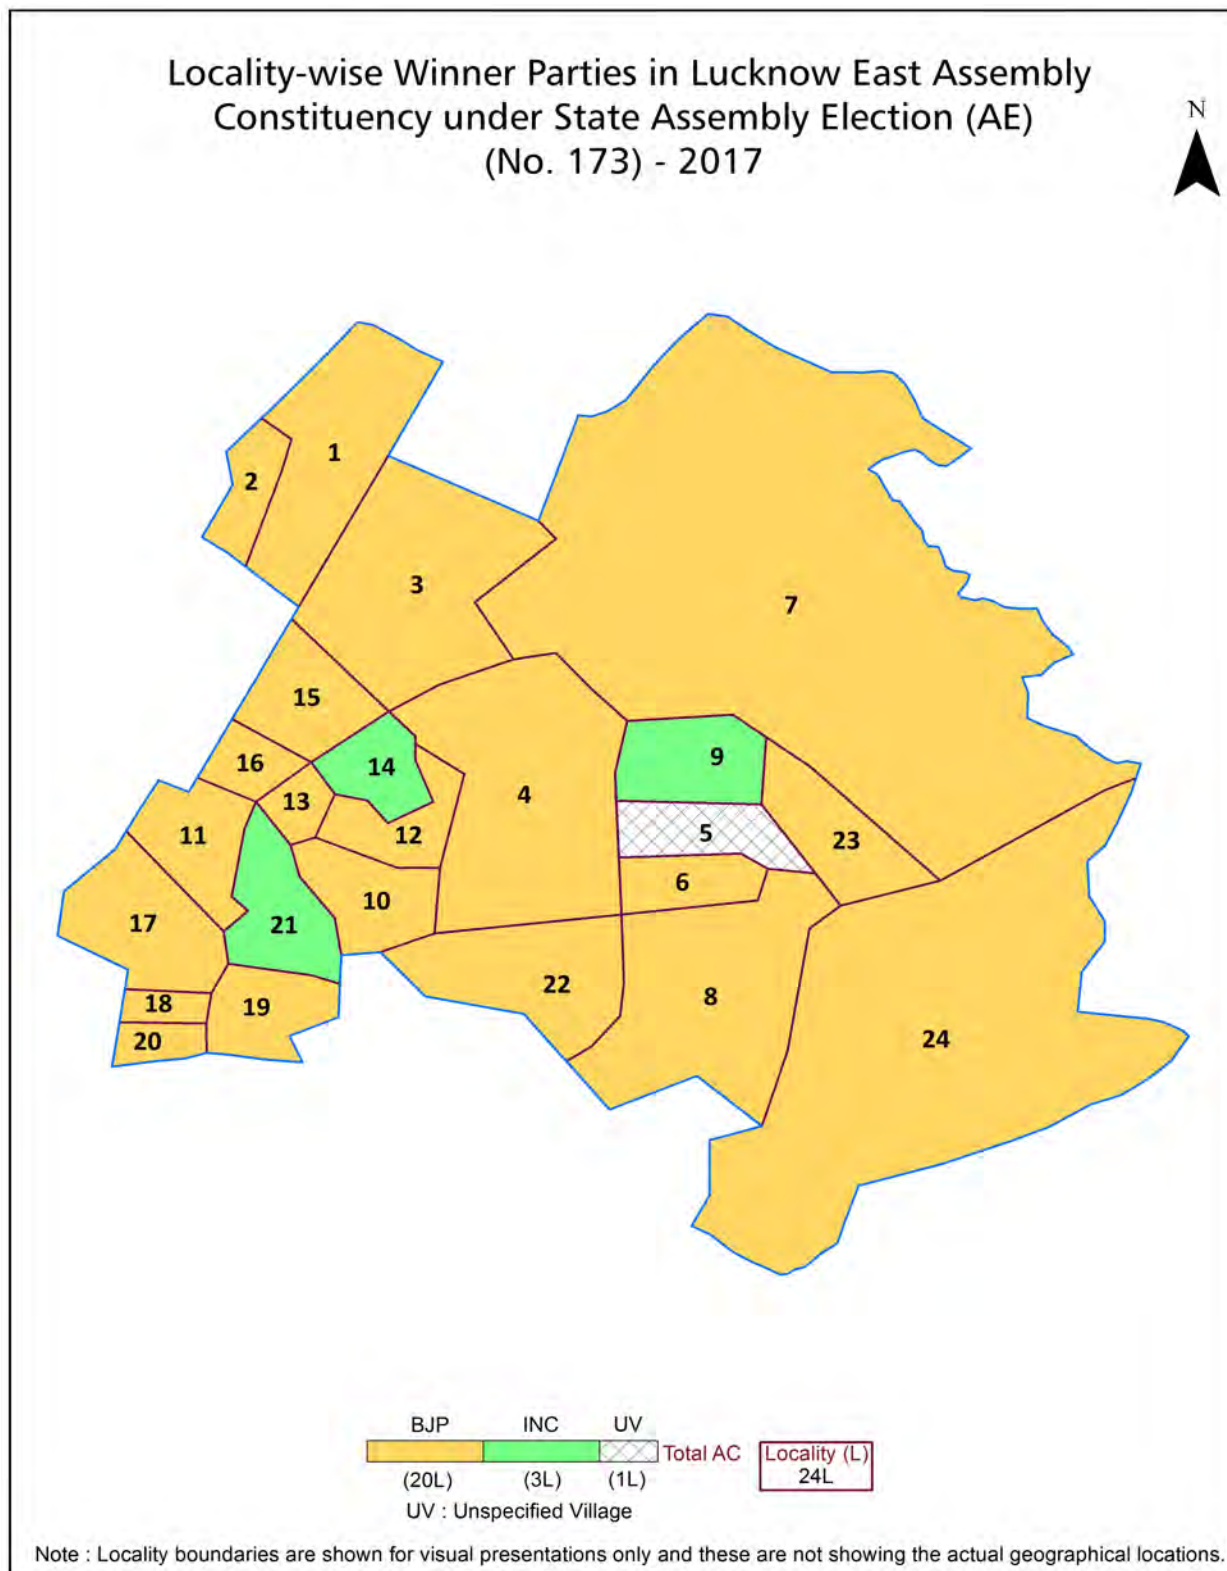 Locality-wise Winner Parties in Lucknow East Assembly
Constituency under State Assembly Election (AE)
(No. 173) - 2017
N
1
2
3
7
15
14
16
13
12
4
9
5
23
6
11
10
17
21
22
8
18
19
20
24
BJP INC UV
Total AC
Locality (L)
24L
(20L) (3L) (1L)
UV : Unspecified Village
Note : Locality boundaries are shown for visual presentations only and these are not showing the actual geographical locations.